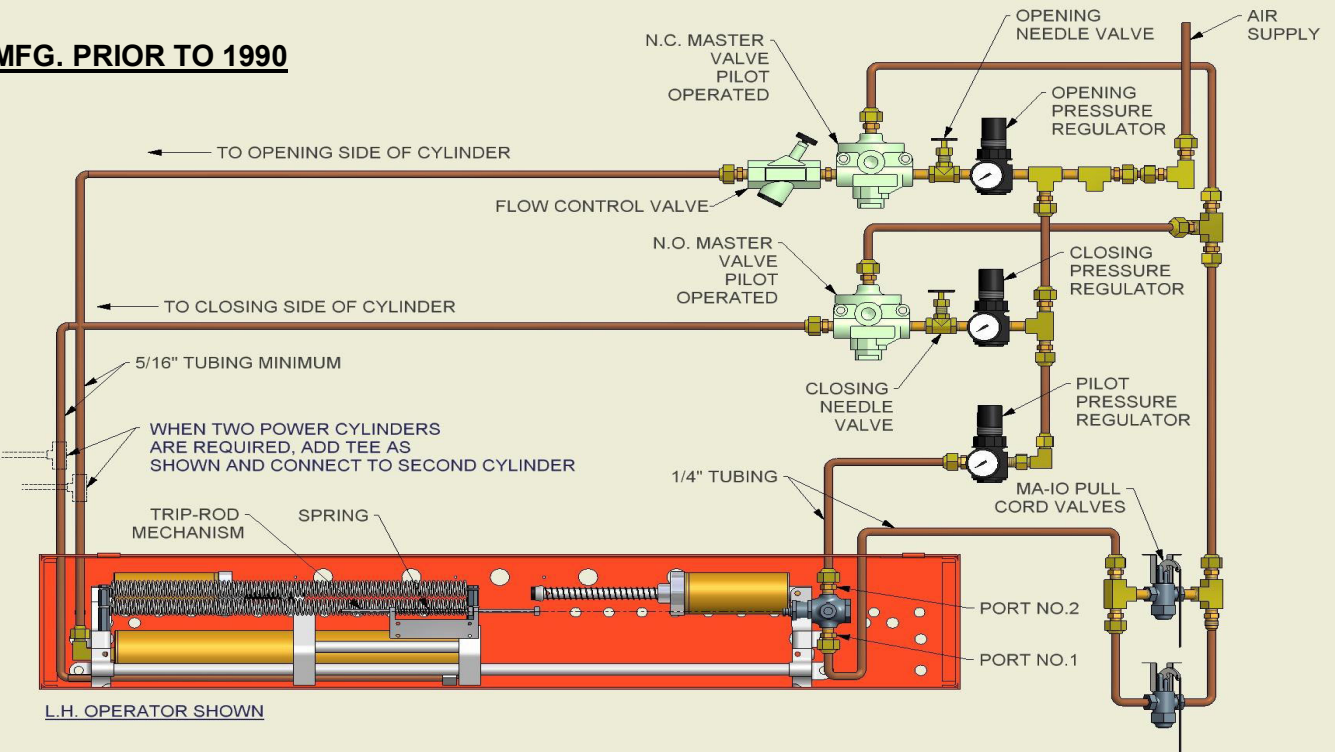 MFG. PRIOR TO 1990
OPENING
NEEDLE VALVE
AIR
SUPPLY
N.C. MASTER
VALVE
PILOT
OPERATED
OPENING
PRESSURE
REGULATOR
TO OPENING SIDE OF CYLINDER
FLOW CONTROL VALVE
N.O. MASTER
VALVE
PILOT
OPERATED
CLOSING
PRESSURE
REGULATOR
TO CLOSING SIDE OF CYLINDER
5/16" TUBING MINIMUM
CLOSING
NEEDLE
VALVE
PILOT
PRESSURE
REGULATOR
WHEN TWO POWER CYLINDERS
ARE REQUIRED, ADD TEE AS
SHOWN AND CONNECT TO SECOND CYLINDER
1/4" TUBING
MA-IO PULL
CORD VALVES
TRIP-ROD
MECHANISM
SPRING
PORT NO.2
PORT NO.1
L.H. OPERATOR SHOWN